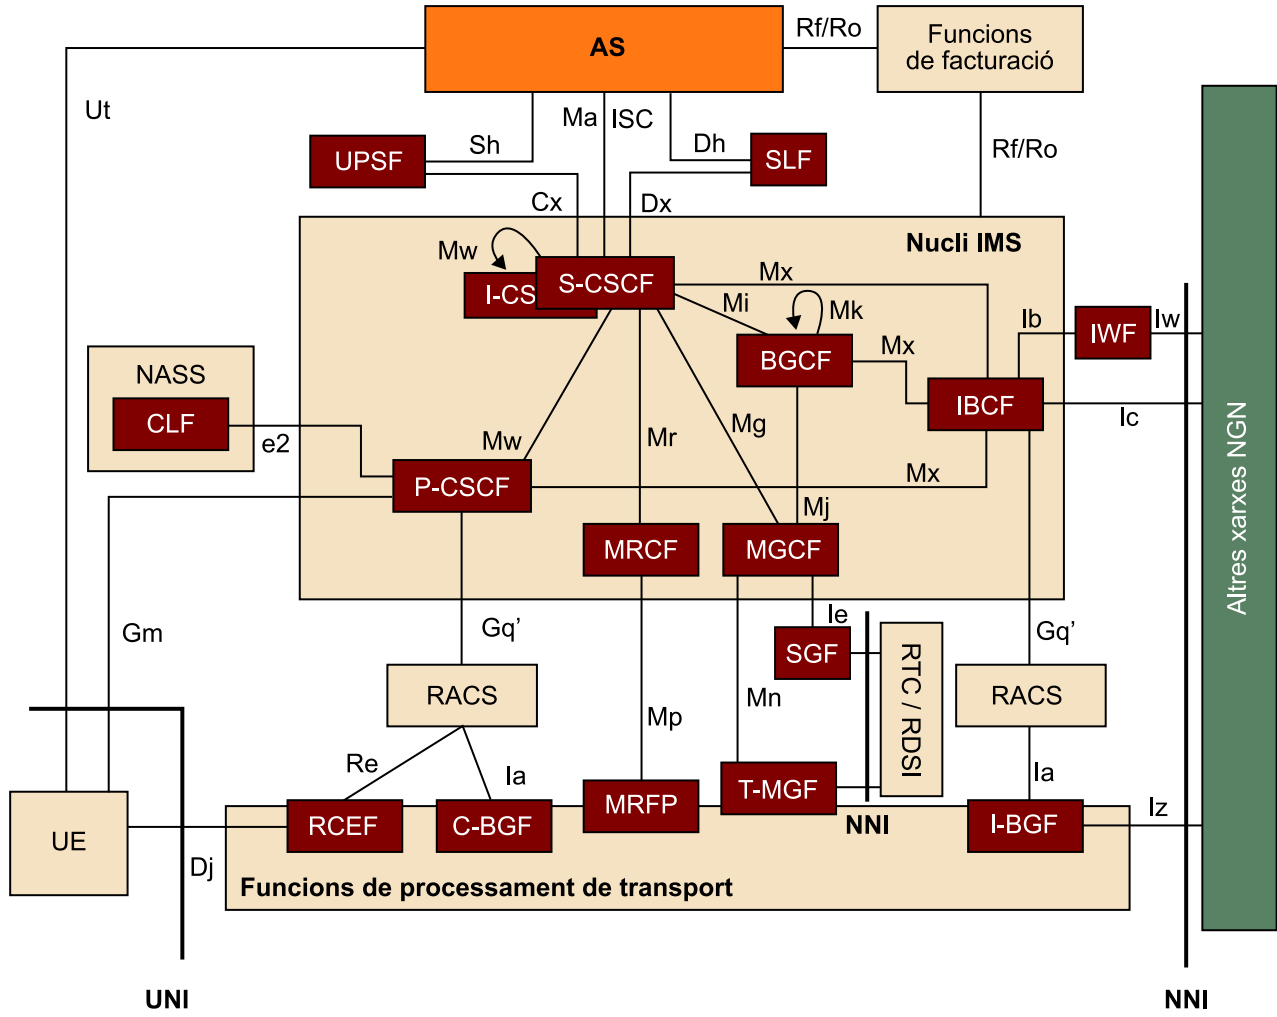 AS
Rf/Ro
Funcions
de facturació
Ut
Ma
ISC
Sh
Dh
UPSF
SLF
Rf/Ro
Cx
Dx
Nucli IMS
Mw
I-CS
S-CSCF
Mx
Mi
Mk
Ib
IWF
Iw
BGCF
Mx
NASS
CLF
e2
IBCF
Ic
Mw
Mr
Mg
Mx
P-CSCF
Mj
MRCF
MGCF
Altres xarxes NGN
Gm
Gq’
Ie
Gq’
SGF
RTC / RDSI
RACS
RACS
Mp
Mn
Re
Ia
Ia
T-MGF
MRFP
UE
RCEF
C-BGF
NNI
I-BGF
Iz
Dj
Funcions de processament de transport
UNI
NNI